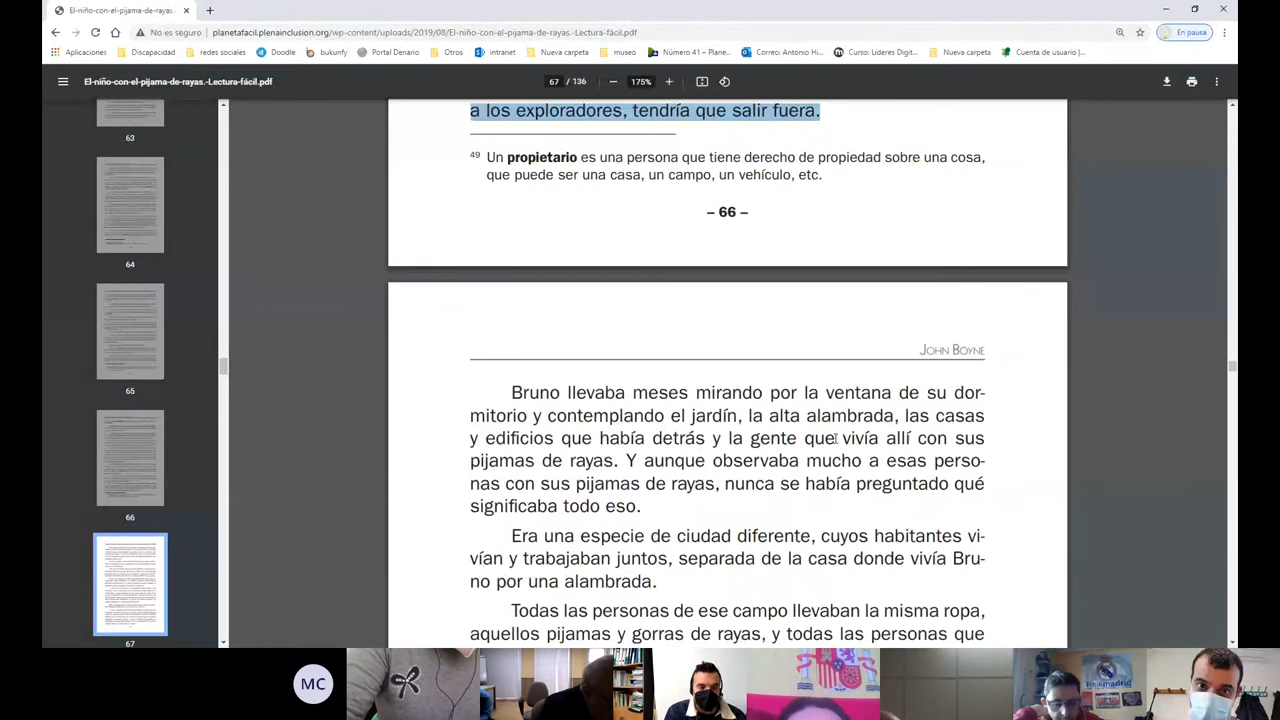 El-niño-con-el-pijama-de-rayas.-
No es seguro | planetafacil.plenainclusion.org/wp-content/uploads/2019/08/El-niño-con-el-pijama-de-rayas.-Lectura-fácil.pdf
En pausa
Aplicaciones Discapacidad redes sociales Doodle bukunfy Portal Denario Otros intranet Nueva carpeta museo Número 41 – Plane... Correo: Antonio Hi... Curso: Líderes Digit... Nueva carpeta Cuenta de usuario |...
El-niño-con-el-pijama-de-rayas.-Lectura-fácil.pdf
67 / 136
175%
63
64
65
66
67
a los exploradores, tendría que salir fuera.
49 Un propietario es una persona que tiene derecho de propiedad sobre una cosa,
que puede ser una casa, un campo, un vehículo, etc.
– 66 –
JOHN BOYNE
Bruno llevaba meses mirando por la ventana de su dor-
mitorio y contemplando el jardín, la alta alambrada, las casas
y edificios que había detrás y la gente que vivía allí con sus
pijamas de rayas. Y aunque observaba mucho a esas perso-
nas con sus pijamas de rayas, nunca se había preguntado qué
significaba todo eso.
Era una especie de ciudad diferente, cuyos habitantes vi-
vían y trabajaban juntos, separada de la casa donde vivía Bru-
no por una alambrada.
Todas las personas de ese campo llevaban la misma ropa,
aquellos pijamas y gorras de rayas, y todas las personas que
MC
Real madrid